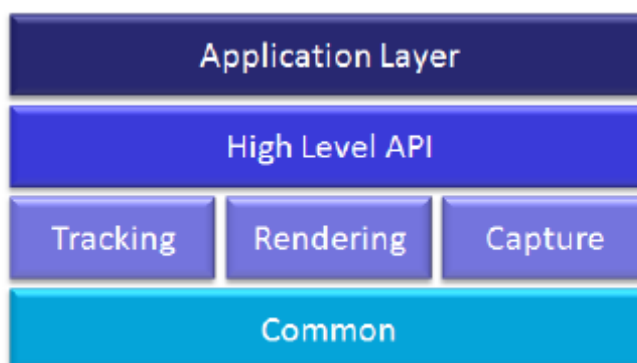 Application Layer
High Level API
Tracking Rendering Capture
Common